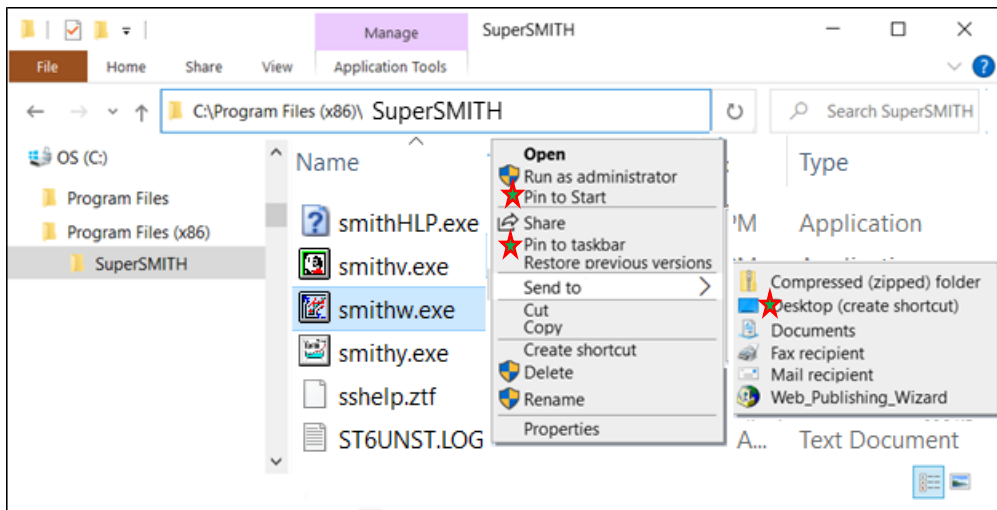 Manage
SuperSMITH
File
Home
Share
View
Application Tools
?
C:\Program Files (x86)\ SuperSMITH
Search SuperSMITH
OS (C:)
Program Files
Program Files (x86)
SuperSMITH
Name
Type
smithHLP.exe
smithv.exe
smithw.exe
smithy.exe
sshelp.ztf
ST6UNST.LOG
Open
Run as administrator
Pin to Start
Share
Pin to taskbar
Restore previous versions
Send to
Cut
Copy
Create shortcut
Delete
Rename
Properties
PM
Application
Compressed (zipped) folder
Desktop (create shortcut)
Documents
Fax recipient
Mail recipient
Web_Publishing_Wizard
A...
Text Document